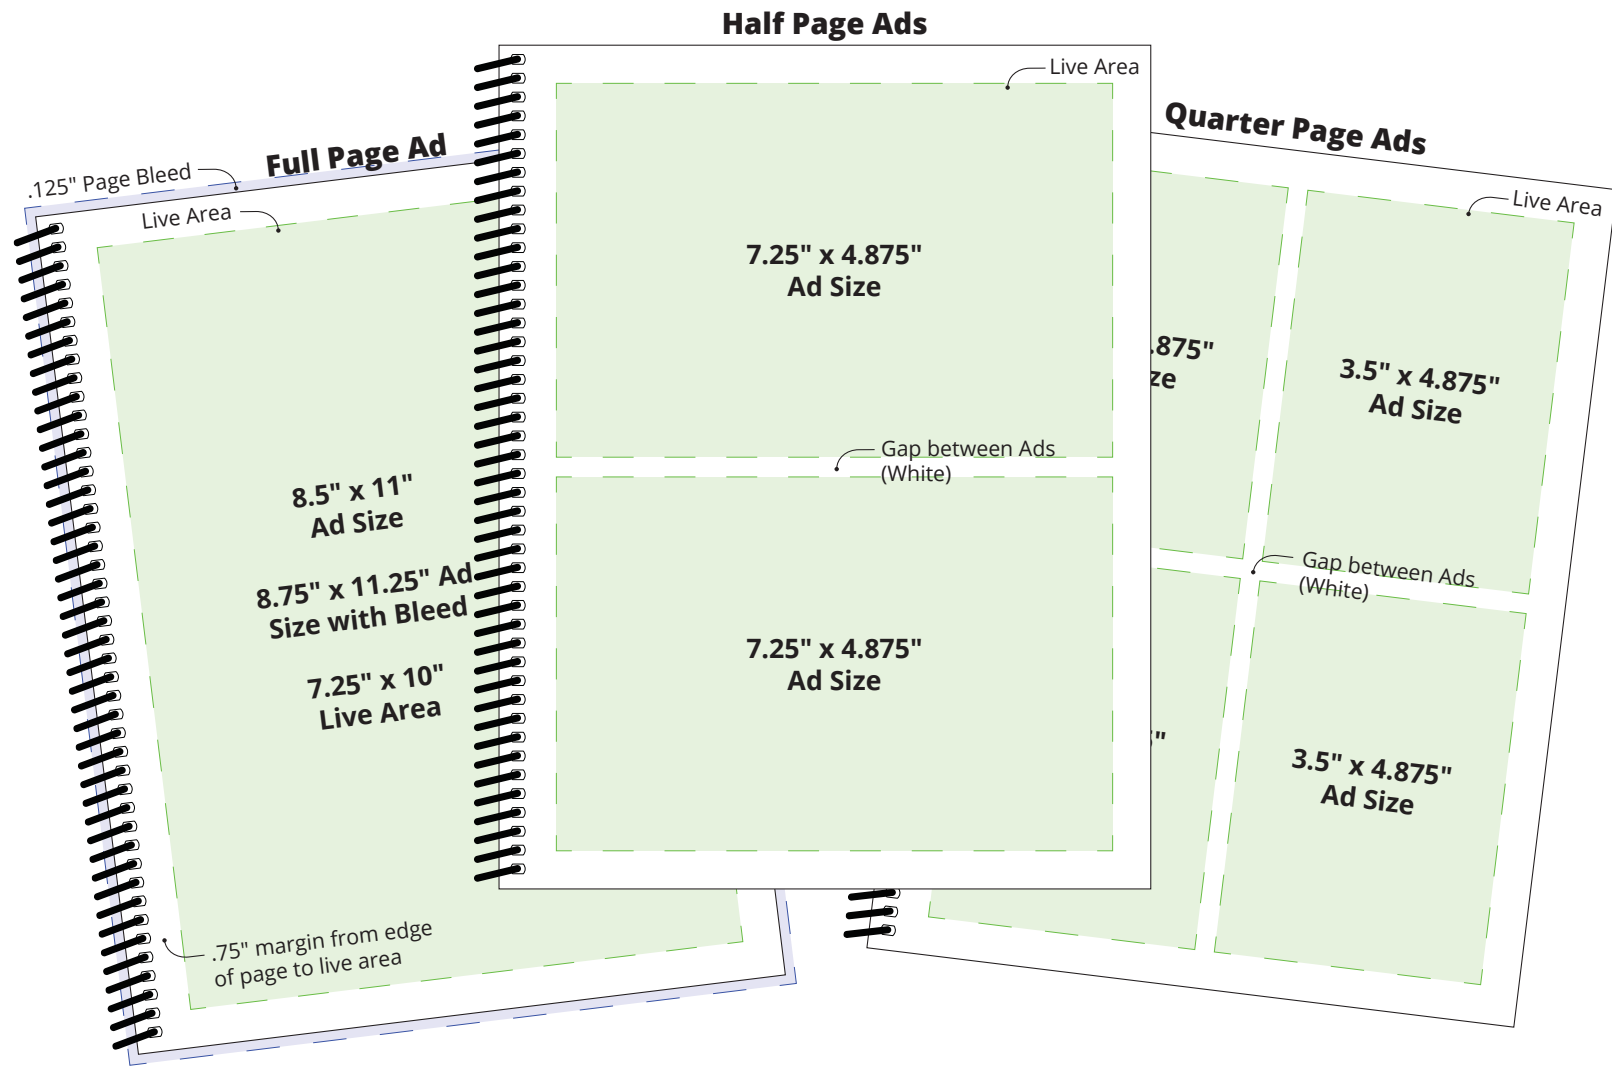 Half Page Ads
Live Area
7.25" x 4.875"
Ad Size
Gap between Ads
(White)
7.25" x 4.875"
Ad Size
Full Page Ad
.125" Page Bleed
Live Area
8.5" x 11"
Ad Size
8.75" x 11.25" Ad
Size with Bleed
7.25" x 10"
Live Area
.75" margin from edge
of page to live area
Quarter Page Ads
Live Area
.875"
ze
3.5" x 4.875"
Ad Size
Gap between Ads
(White)
"
3.5" x 4.875"
Ad Size